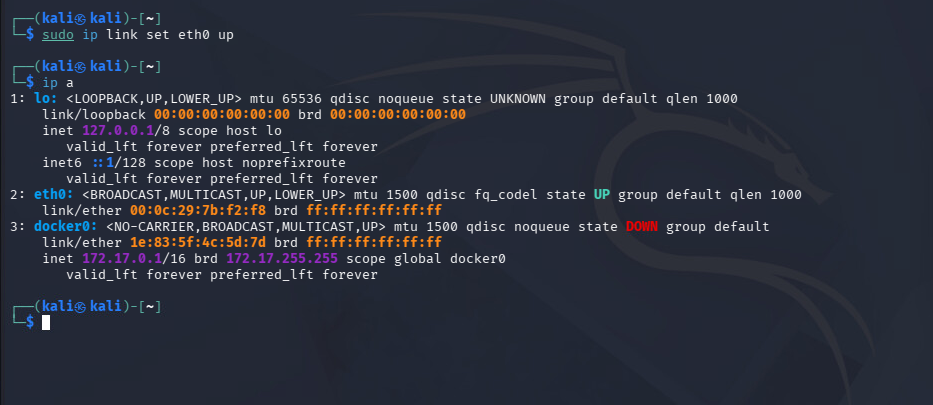 ┌──(kali㉿kali)-[~]
└─$ sudo ip link set eth0 up
┌──(kali㉿kali)-[~]
└─$ ip a
1: lo: <LOOPBACK,UP,LOWER_UP> mtu 65536 qdisc noqueue state UNKNOWN group default qlen 1000
    link/loopback 00:00:00:00:00:00 brd 00:00:00:00:00:00
    inet 127.0.0.1/8 scope host lo
       valid_lft forever preferred_lft forever
    inet6 ::1/128 scope host noprefixroute
       valid_lft forever preferred_lft forever
2: eth0: <BROADCAST,MULTICAST,UP,LOWER_UP> mtu 1500 qdisc fq_codel state UP group default qlen 1000
    link/ether 00:0c:29:7b:f2:f8 brd ff:ff:ff:ff:ff:ff
3: docker0: <NO-CARRIER,BROADCAST,MULTICAST,UP> mtu 1500 qdisc noqueue state DOWN group default
    link/ether 1e:83:5f:4c:5d:7d brd ff:ff:ff:ff:ff:ff
    inet 172.17.0.1/16 brd 172.17.255.255 scope global docker0
       valid_lft forever preferred_lft forever
┌──(kali㉿kali)-[~]
└─$